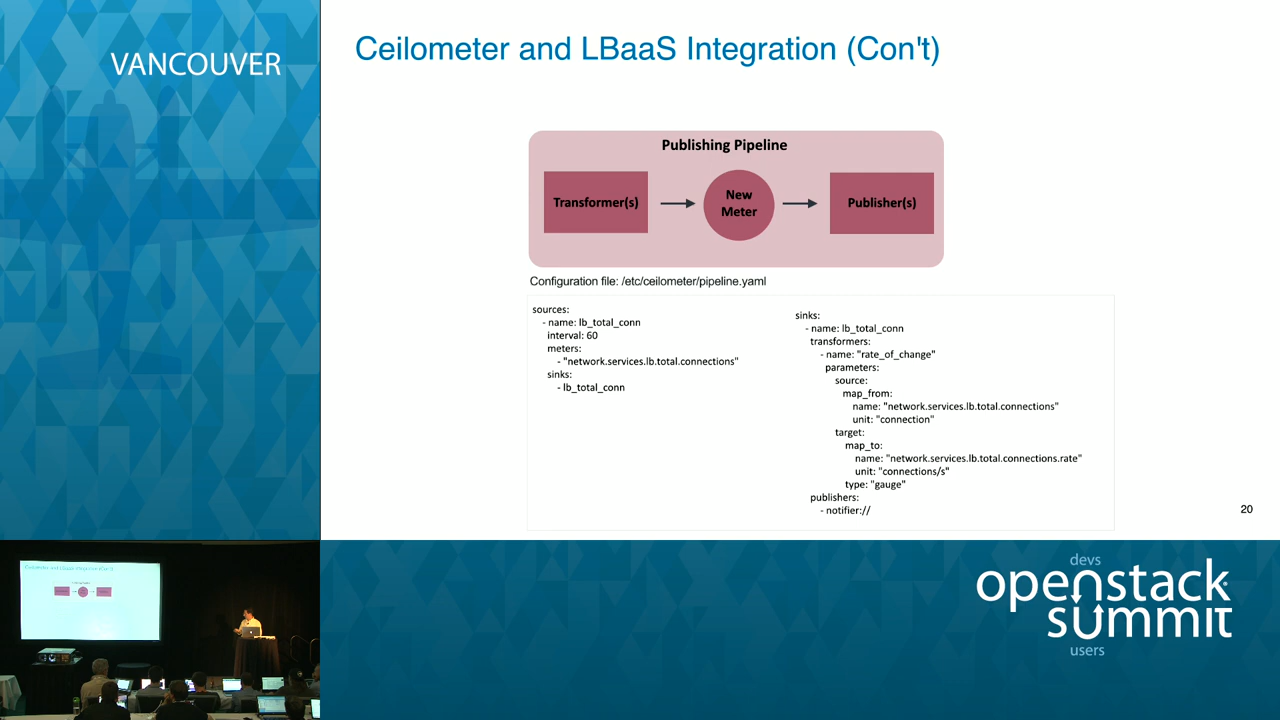 VANCOUVER
Ceilometer and LBaaS Integration (Con't)
Publishing Pipeline
Transformer(s)
New
Meter
Publisher(s)
Configuration file: /etc/ceilometer/pipeline.yaml
sources:
- name: lb_total_conn
interval: 60
meters:
- "network.services.lb.total.connections"
sinks:
- lb_total_conn
sinks:
- name: lb_total_conn
transformers:
- name: "rate_of_change"
parameters:
source:
map_from:
name: "network.services.lb.total.connections"
unit: "connection"
target:
map_to:
name: "network.services.lb.total.connections.rate"
unit: "connections/s"
type: "gauge"
publishers:
- notifier://
20
devs
openstack
summit
users